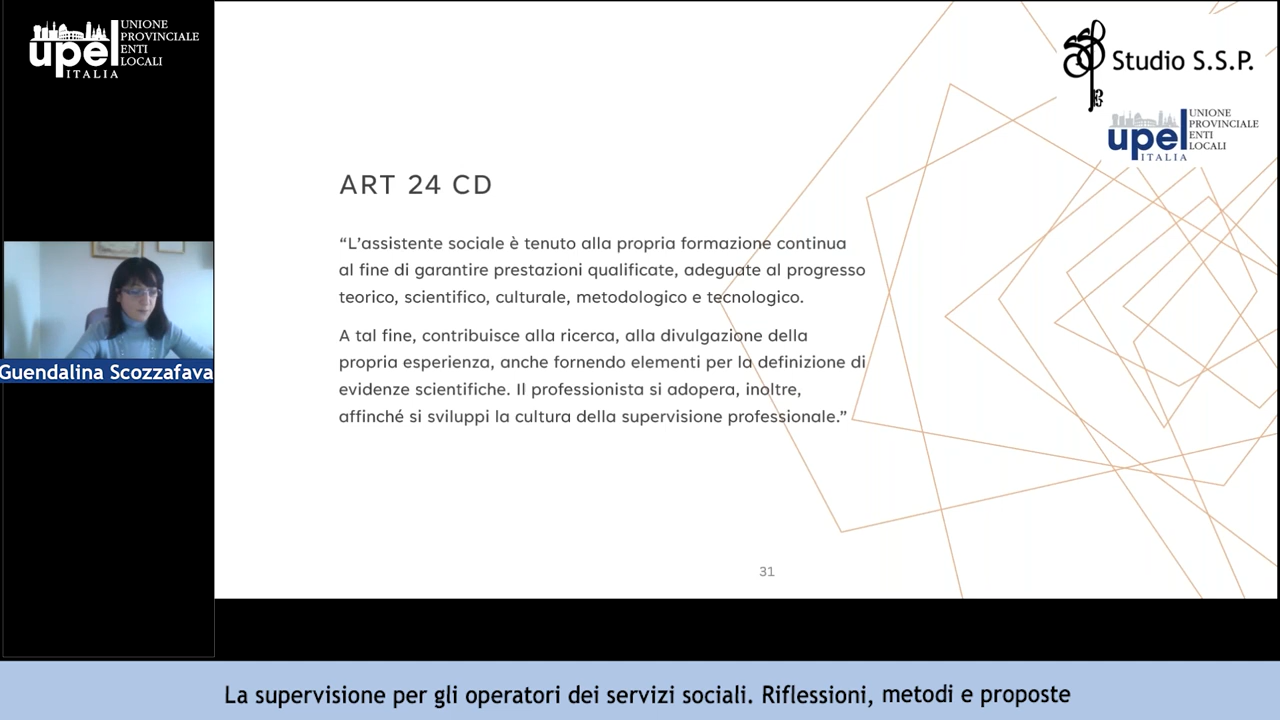 upel
ITALIA
UNIONE
PROVINCIALE
ENTI
LOCALI
Studio S.S.P.
upel
ITALIA
UNIONE
PROVINCIALE
ENTI
LOCALI
ART 24 CD
“L’assistente sociale è tenuto alla propria formazione continua
al fine di garantire prestazioni qualificate, adeguate al progresso
teorico, scientifico, culturale, metodologico e tecnologico.
A tal fine, contribuisce alla ricerca, alla divulgazione della
propria esperienza, anche fornendo elementi per la definizione di
evidenze scientifiche. Il professionista si adopera, inoltre,
affinché si sviluppi la cultura della supervisione professionale.”
Guendalina Scozzafava
31
La supervisione per gli operatori dei servizi sociali. Riflessioni, metodi e proposte